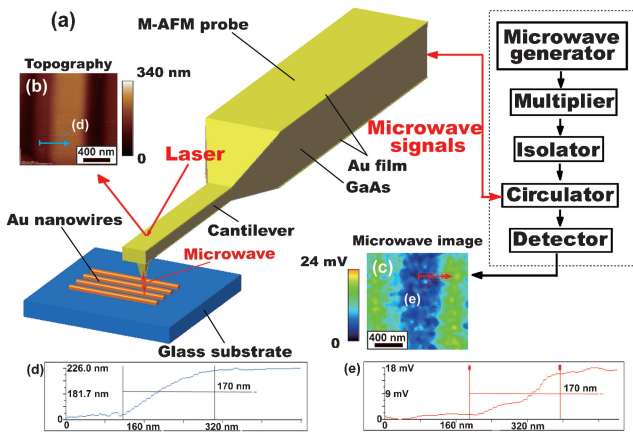 (a)
M-AFM probe
Topography
340 nm
(b)
(d)
400 nm
0
Laser
Au nanowires
Microwave signals
Au film
GaAs
Cantilever
Microwave
Glass substrate
Microwave generator
Multiplier
Isolator
Circulator
Detector
Microwave image
24 mV
(c)
(e)
400 nm
0
(d)
226.0 nm
181.7 nm
170 nm
0
160 nm
320 nm
(e)
18 mV
9 mV
170 nm
0
160 nm
320 nm